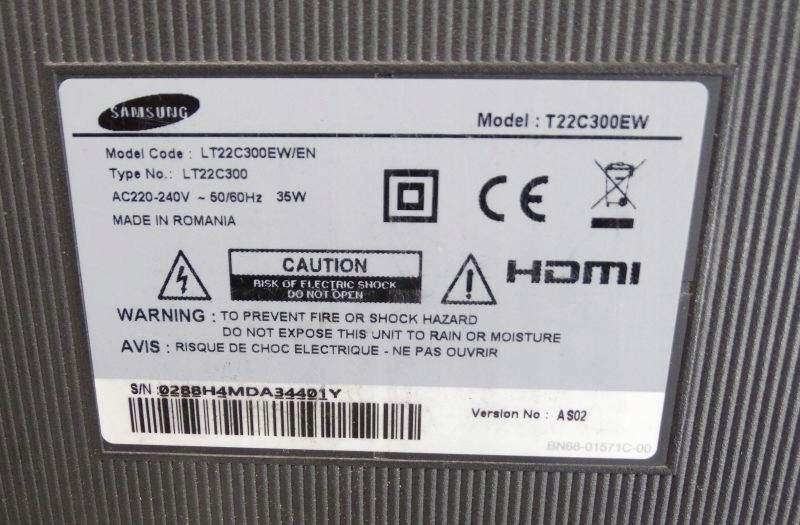 SAMSUNG
Model : T22C300EW
Model Code : LT22C300EW/EN
Type No.: LT22C300
AC220-240V ~ 50/60Hz 35W
MADE IN ROMANIA
CE
CAUTION
RISK OF ELECTRIC SHOCK
DO NOT OPEN
HDMI
WARNING : TO PREVENT FIRE OR SHOCK HAZARD
DO NOT EXPOSE THIS UNIT TO RAIN OR MOISTURE
AVIS : RISQUE DE CHOC ELECTRIQUE - NE PAS OUVRIR
S/N :0288H4MDA34401Y
Version No : AS02
BN68-01571C-00